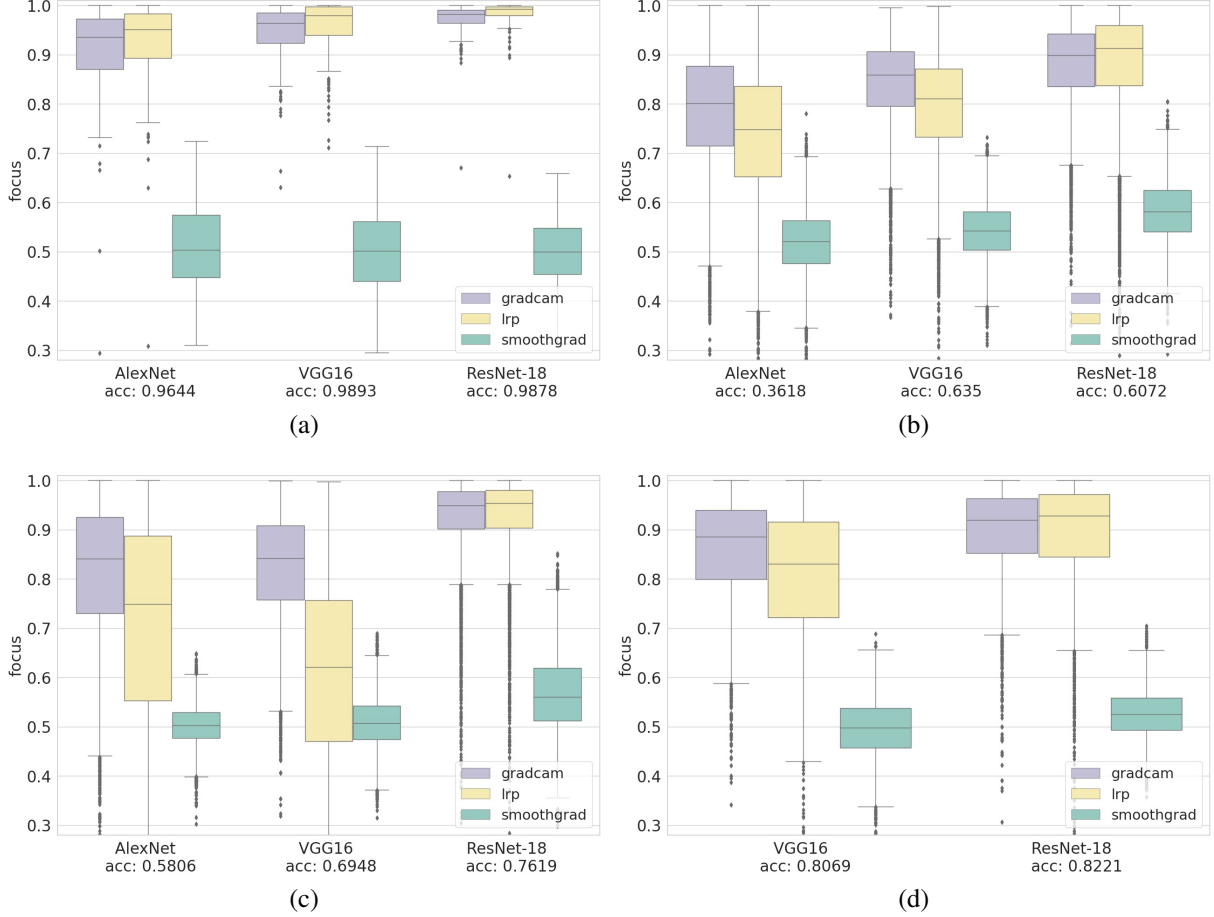 1.0
0.9
0.8
0.7
0.6
0.5
0.4
0.3
focus
gradcam
lrp
smoothgrad
AlexNet
acc: 0.9644
VGG16
acc: 0.9893
ResNet-18
acc: 0.9878
(a)
1.0
0.9
0.8
0.7
0.6
0.5
0.4
0.3
focus
gradcam
lrp
smoothgrad
AlexNet
acc: 0.3618
VGG16
acc: 0.635
ResNet-18
acc: 0.6072
(b)
1.0
0.9
0.8
0.7
0.6
0.5
0.4
0.3
focus
gradcam
lrp
smoothgrad
AlexNet
acc: 0.5806
VGG16
acc: 0.6948
ResNet-18
acc: 0.7619
(c)
1.0
0.9
0.8
0.7
0.6
0.5
0.4
0.3
focus
gradcam
lrp
smoothgrad
VGG16
acc: 0.8069
ResNet-18
acc: 0.8221
(d)